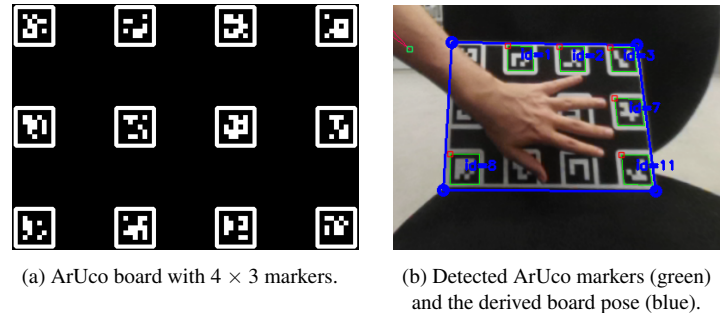 id=1
id=2
id=3
id=7
id=8
id=11
(a) ArUco board with 4 × 3 markers.
(b) Detected ArUco markers (green)
and the derived board pose (blue).